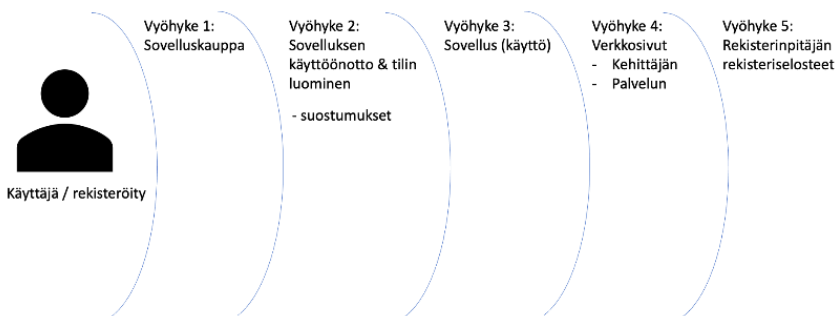 Vyöhyke 1:
Sovelluskauppa
Vyöhyke 2:
Sovelluksen
käyttöönotto & tilin
luominen
- suostumukset
Vyöhyke 3:
Sovellus (käyttö)
Vyöhyke 4:
Verkkosivut
- Kehittäjän
- Palvelun
Vyöhyke 5:
Rekisterinpitäjän
rekisteriselosteet
Käyttäjä / rekisteröity